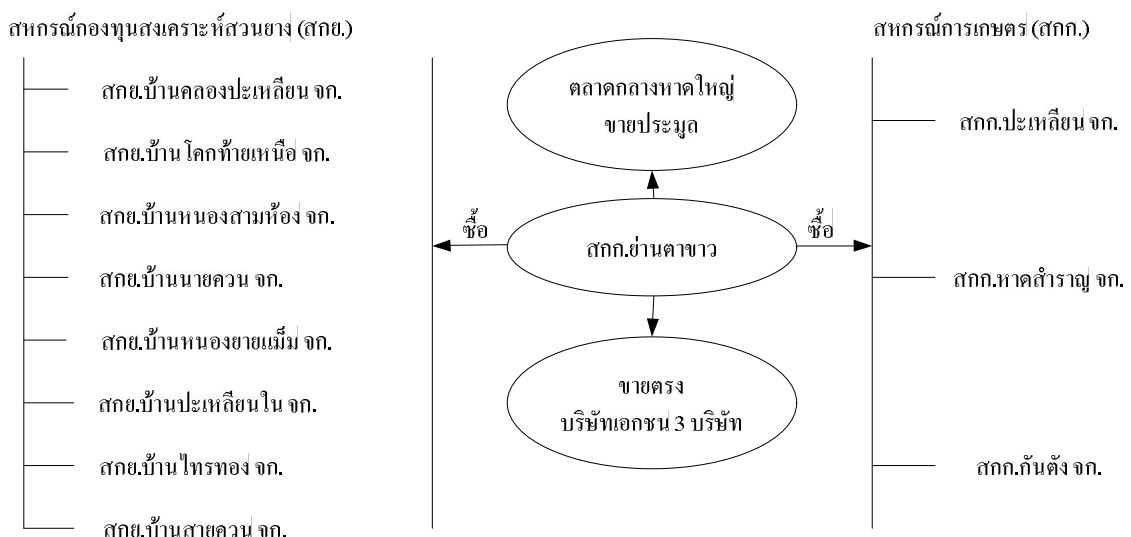 สหกรณ์กองทุนสงเคราะห์สวนยาง (สกย.)
สกย.บ้านคลองปะเหลียน จก.
สกย.บ้านโคกท้ายเหนือ จก.
สกย.บ้านหนองสามห้อง จก.
สกย.บ้านนายควน จก.
สกย.บ้านหนองยายแม็ม จก.
สกย.บ้านปะเหลียนใน จก.
สกย.บ้านไทรทอง จก.
สกย.บ้านสายควน จก.
ตลาดกลางหาดใหญ่
ขายประมูล
ซื้อ
สกก.ย่านตาขาว
ซื้อ
ขายตรง
บริษัทเอกชน 3 บริษัท
สหกรณ์การเกษตร (สกก.)
สกก.ปะเหลียน จก.
สกก.หาดสำราญ จก.
สกก.กันตัง จก.